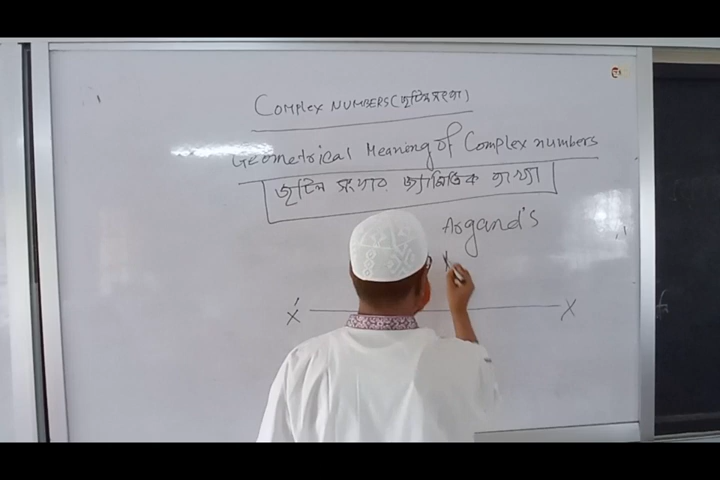 COMPLEX NUMBERS (জটিল সংখ্যা)
Geometrical Meaning of Complex numbers
জটিল সংখ্যার জ্যামিতিক ব্যাখ্যা
Argand's
X
X' X